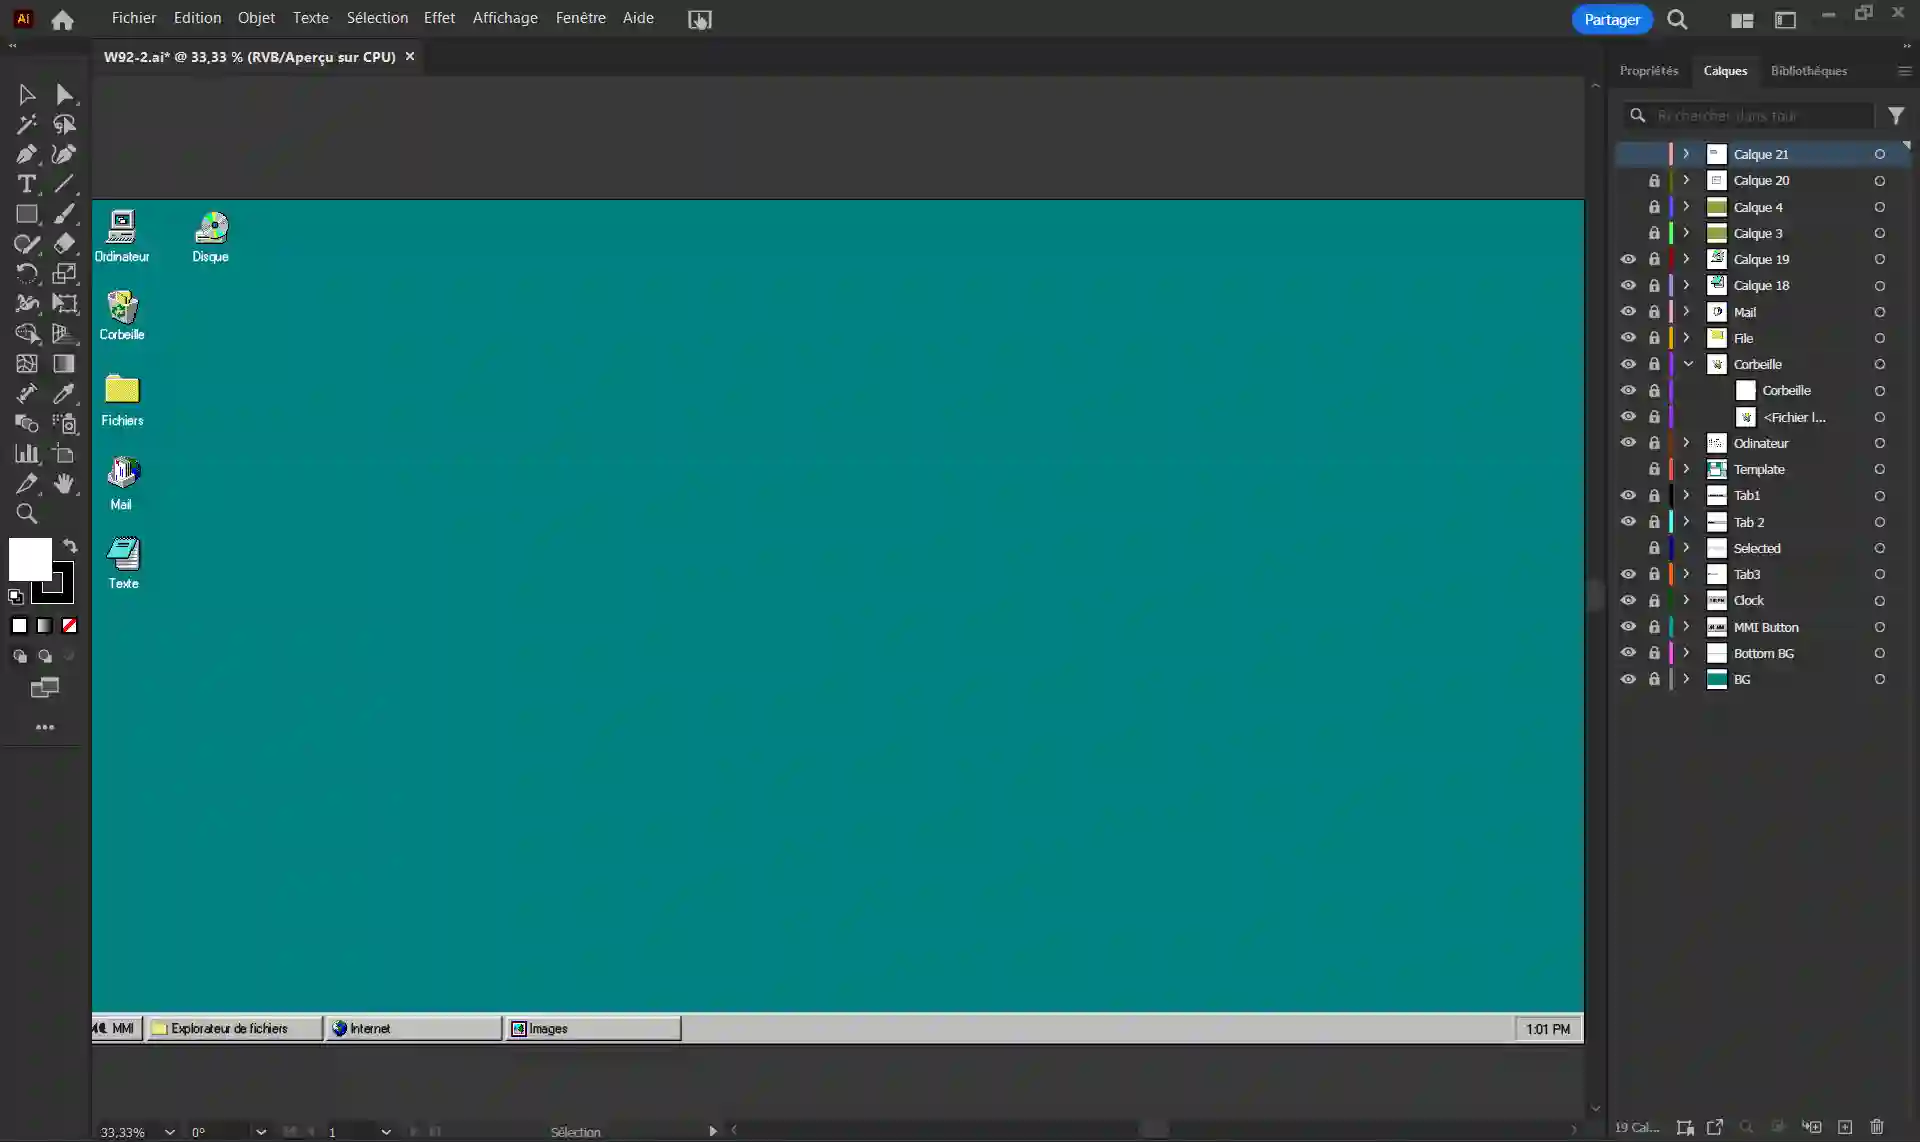 Ai
Fichier Edition Objet Texte Sélection Effet Affichage Fenêtre Aide
Partager
W92-2.ai* @ 33,33 % (RVB/Aperçu sur CPU) ×
Propriétés Calques Bibliothèques
Rechercher dans tout
Calque 21
Calque 20
Calque 4
Calque 3
Calque 19
Calque 18
Mail
File
Corbeille
Corbeille
<Fichier l...
Odinateur
Template
Tab1
Tab 2
Selected
Tab3
Clock
MMI Button
Bottom BG
BG
Ordinateur
Disque
Corbeille
Fichiers
Mail
Texte
MMI
Explorateur de fichiers
Internet
Images
1:01 PM
33,33% 0° 1 Sélection
19 Cal...